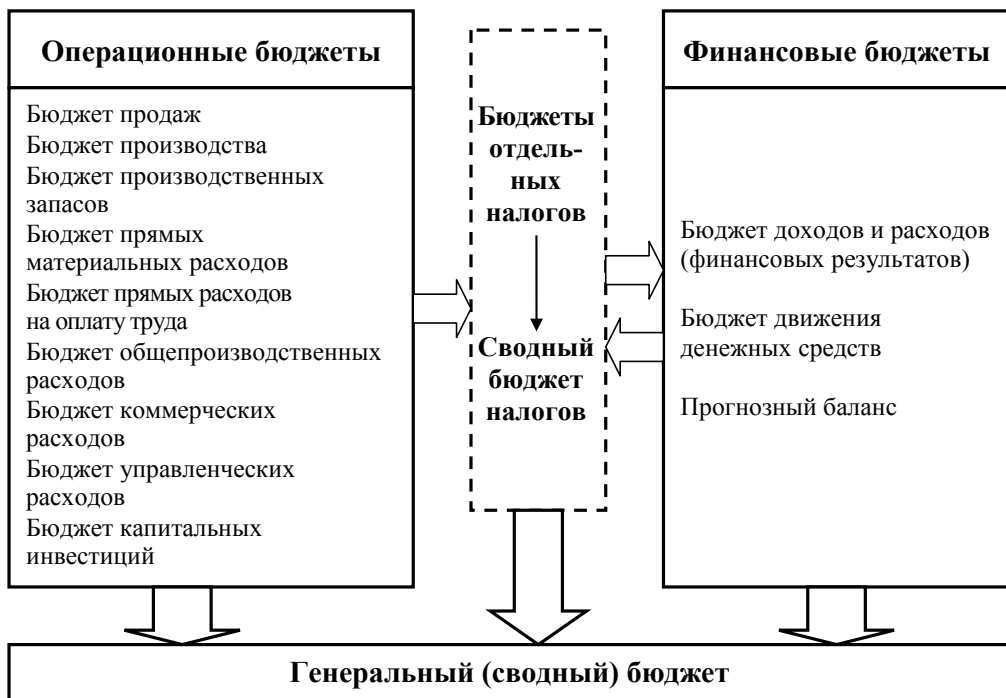 Операционные бюджеты
Бюджет продаж
Бюджет производства
Бюджет производственных
запасов
Бюджет прямых
материальных расходов
Бюджет прямых расходов
на оплату труда
Бюджет общепроизводственных
расходов
Бюджет коммерческих
расходов
Бюджет управленческих
расходов
Бюджет капитальных
инвестиций
Бюджеты
отдель-
ных
налогов
Сводный
бюджет
налогов
Финансовые бюджеты
Бюджет доходов и расходов
(финансовых результатов)
Бюджет движения
денежных средств
Прогнозный баланс
Генеральный (сводный) бюджет